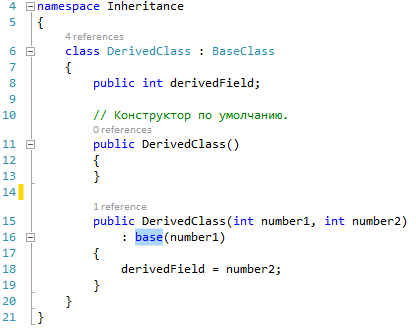 4 namespace Inheritance
5 {
4 references
6 class DerivedClass : BaseClass
7 {
8 public int derivedField;
9
10 // Конструктор по умолчанию.
0 references
11 public DerivedClass()
12 {
13 }
14
1 reference
15 public DerivedClass(int number1, int number2)
16 : base(number1)
17 {
18 derivedField = number2;
19 }
20 }
21 }